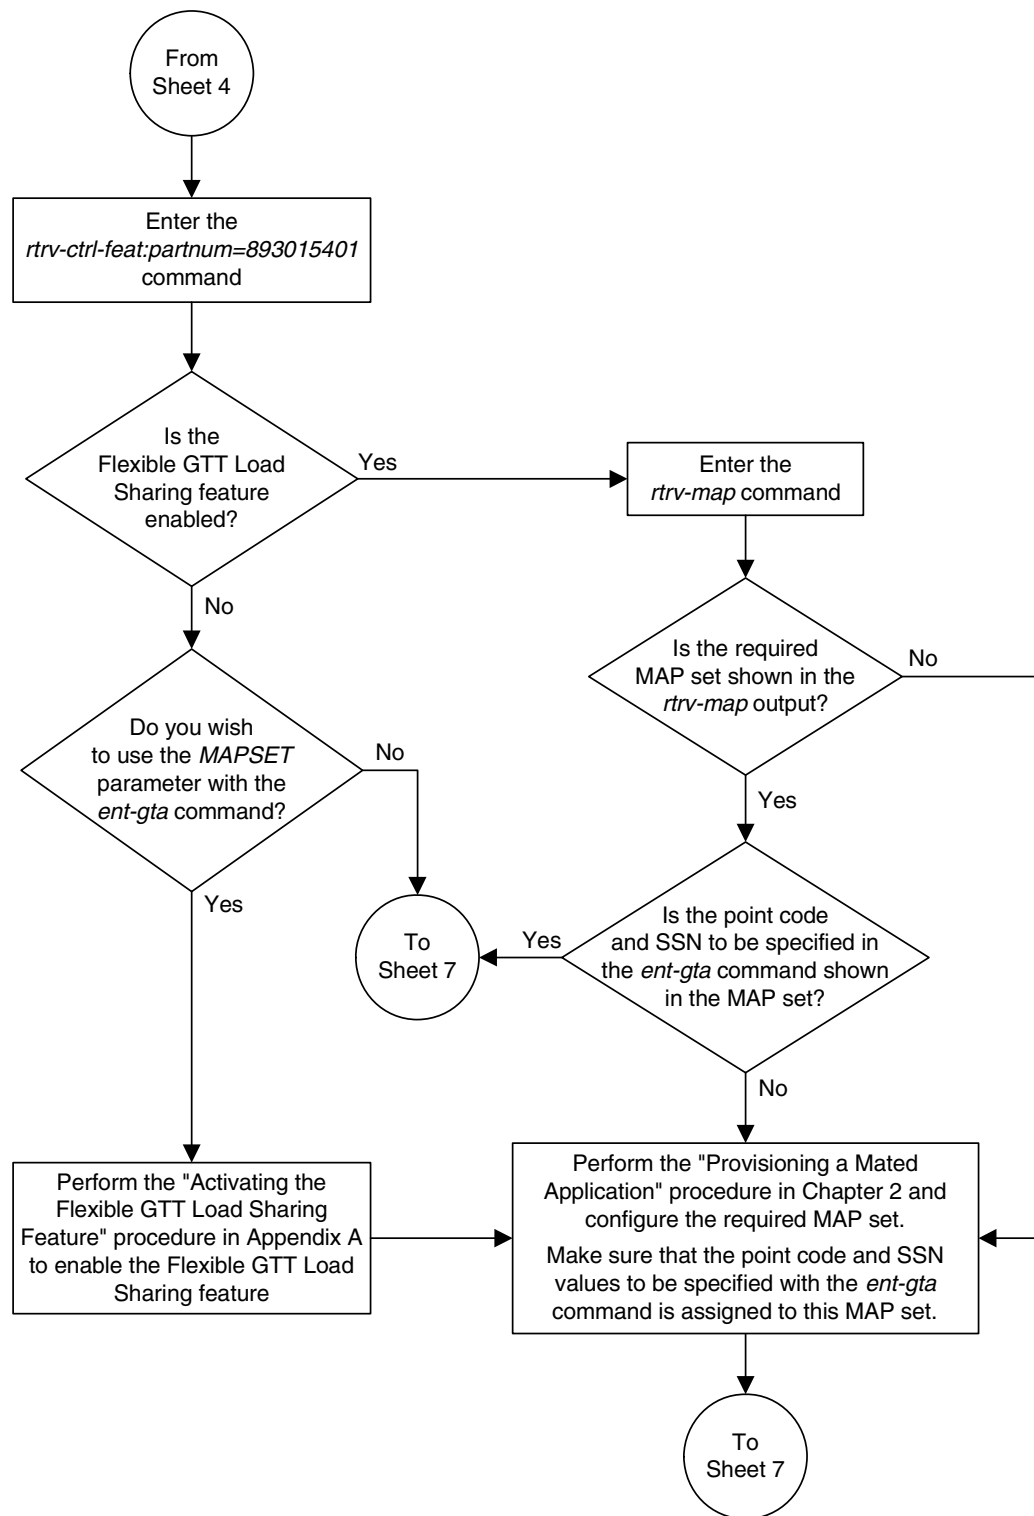 From
Sheet 4
Enter the
rtrv-ctrl-feat:partnum=893015401
command
Is the
Flexible GTT Load
Sharing feature
enabled?
Yes
Enter the
rtrv-map command
No
Is the required
MAP set shown in the
rtrv-map output?
No
Do you wish
to use the MAPSET
parameter with the
ent-gta command?
No
Yes
Yes
Is the point code
and SSN to be specified in
the ent-gta command shown
in the MAP set?
Yes
To
Sheet 7
No
Perform the "Activating the
Flexible GTT Load Sharing
Feature" procedure in Appendix A
to enable the Flexible GTT Load
Sharing feature
Perform the "Provisioning a Mated
Application" procedure in Chapter 2 and
configure the required MAP set.
Make sure that the point code and SSN
values to be specified with the ent-gta
command is assigned to this MAP set.
To
Sheet 7